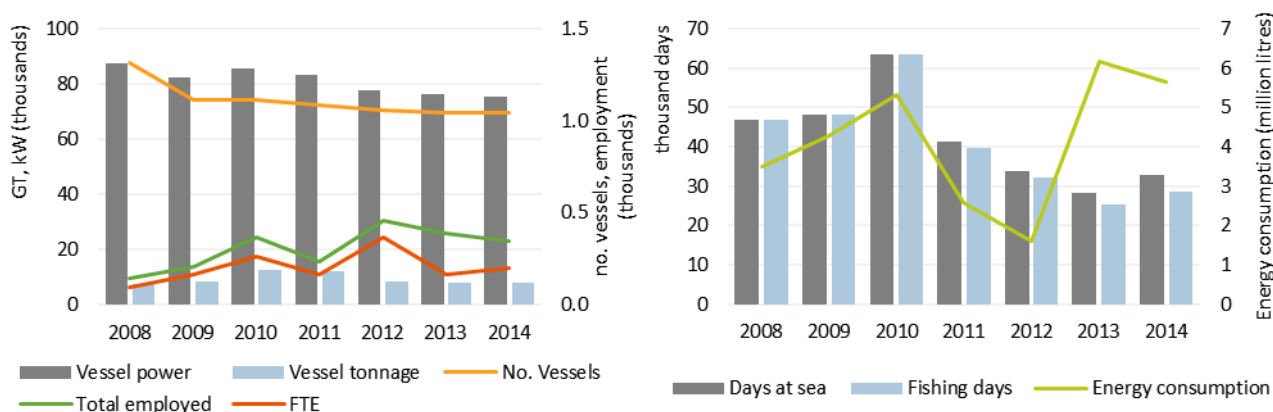 GT, kW (thousands)
100
80
60
40
20
0
1.5
1.0
0.5
0.0
no. vessels, employment
(thousands)
2008 2009 2010 2011 2012 2013 2014
Vessel power Vessel tonnage No. Vessels
Total employed FTE
thousand days
70
60
50
40
30
20
10
0
7
6
5
4
3
2
1
0
Energy consumption (million litres)
2008 2009 2010 2011 2012 2013 2014
Days at sea Fishing days Energy consumption